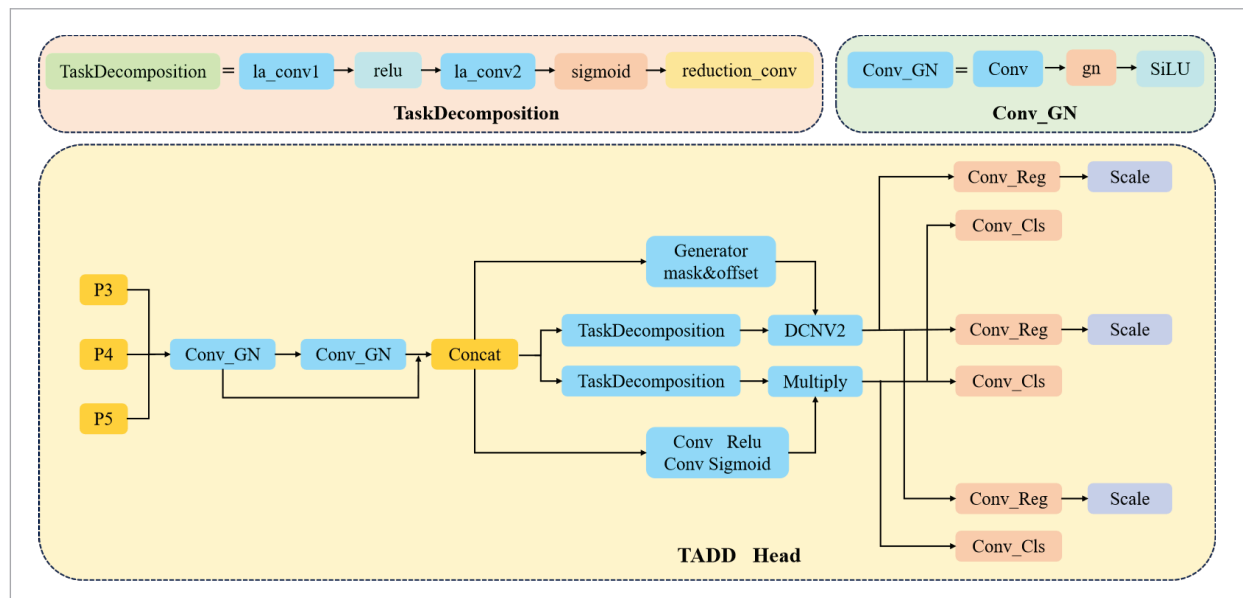 TaskDecomposition = la_conv1 relu la_conv2 sigmoid reduction_conv
TaskDecomposition
Conv_GN = Conv gn SiLU
Conv_GN
Conv_Reg Scale
Conv_Cls
Generator
mask&offset
P3
TaskDecomposition DCNV2 Conv_Reg Scale
P4 Conv_GN Conv_GN Concat
TaskDecomposition Multiply Conv_Cls
P5
Conv Relu
Conv Sigmoid
Conv_Reg Scale
Conv_Cls
TADD Head